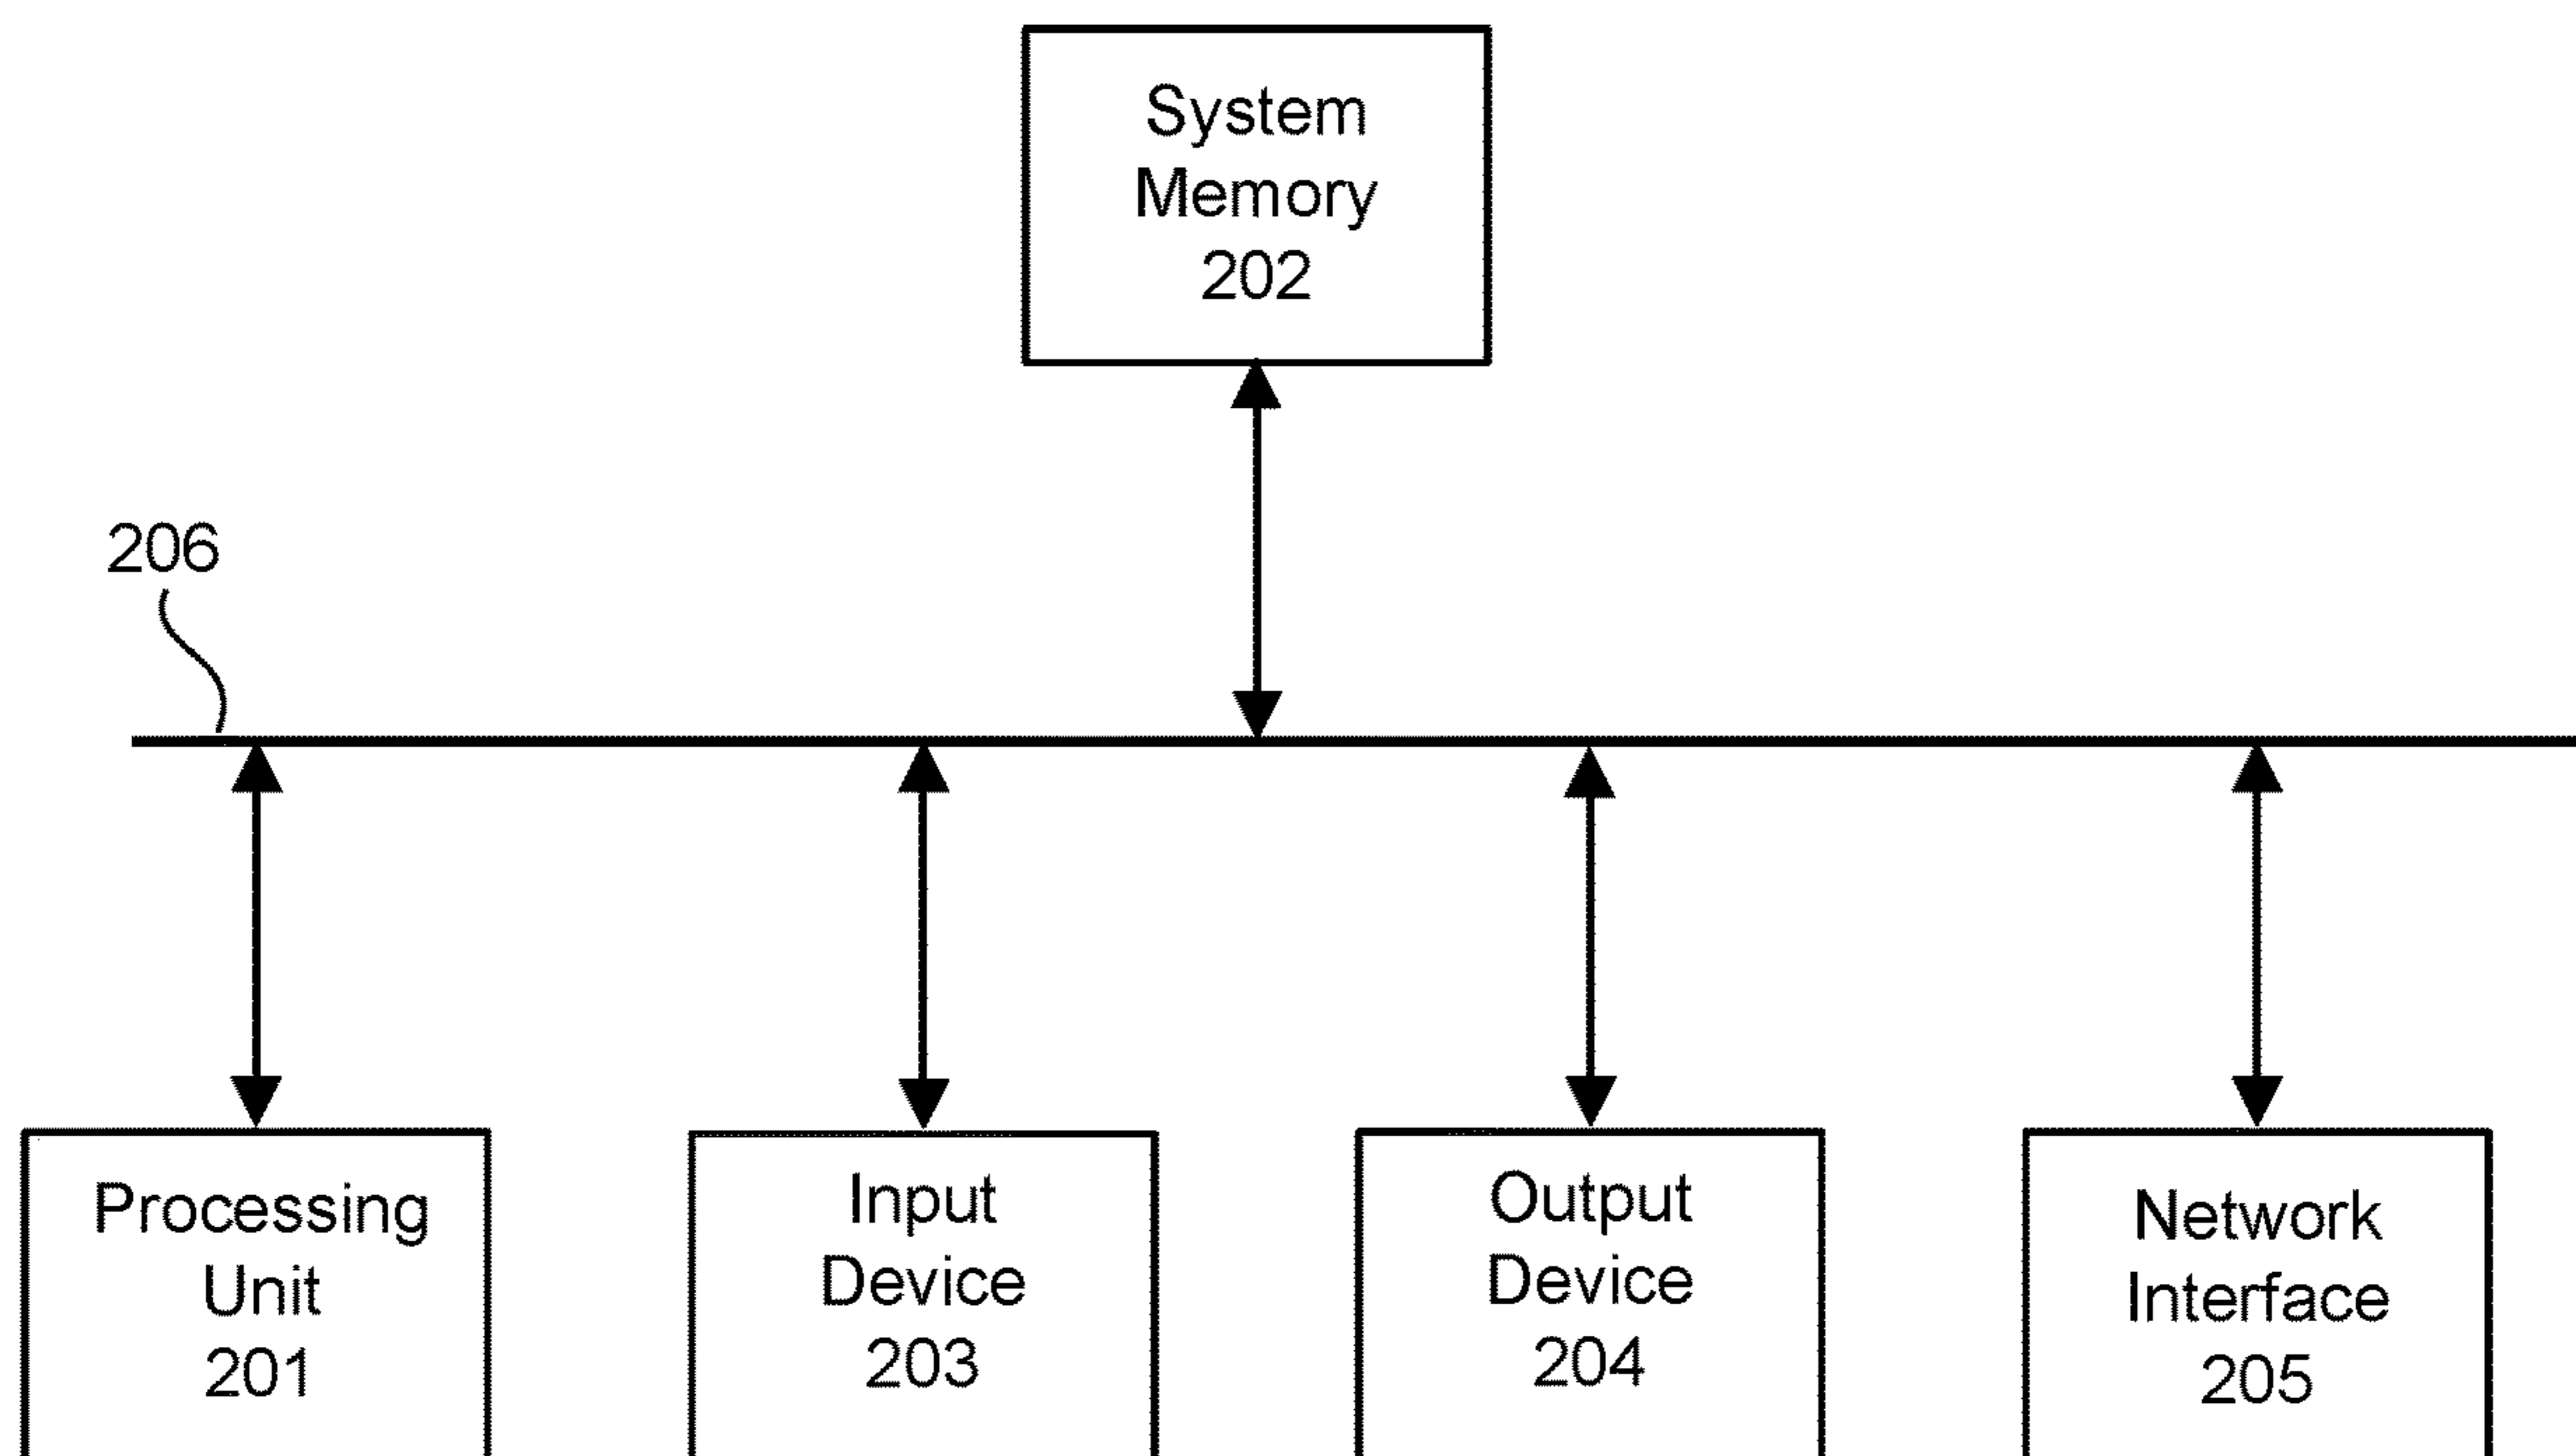 System
Memory
202
206
Processing
Unit
201
Input
Device
203
Output
Device
204
Network
Interface
205